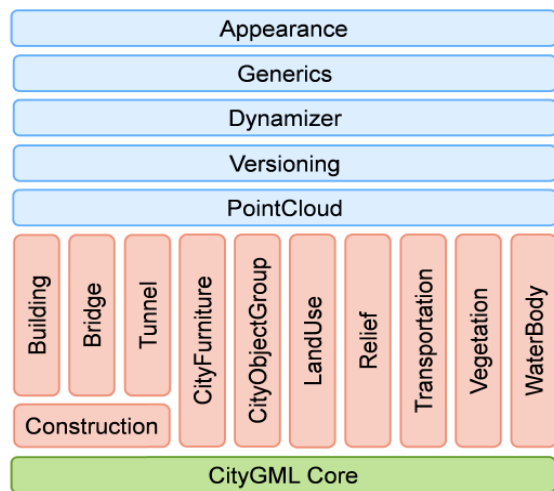 Appearance
Generics
Dynamizer
Versioning
PointCloud
Building
Bridge
Tunnel
CityFurniture
CityObjectGroup
LandUse
Relief
Transportation
Vegetation
WaterBody
Construction
CityGML Core